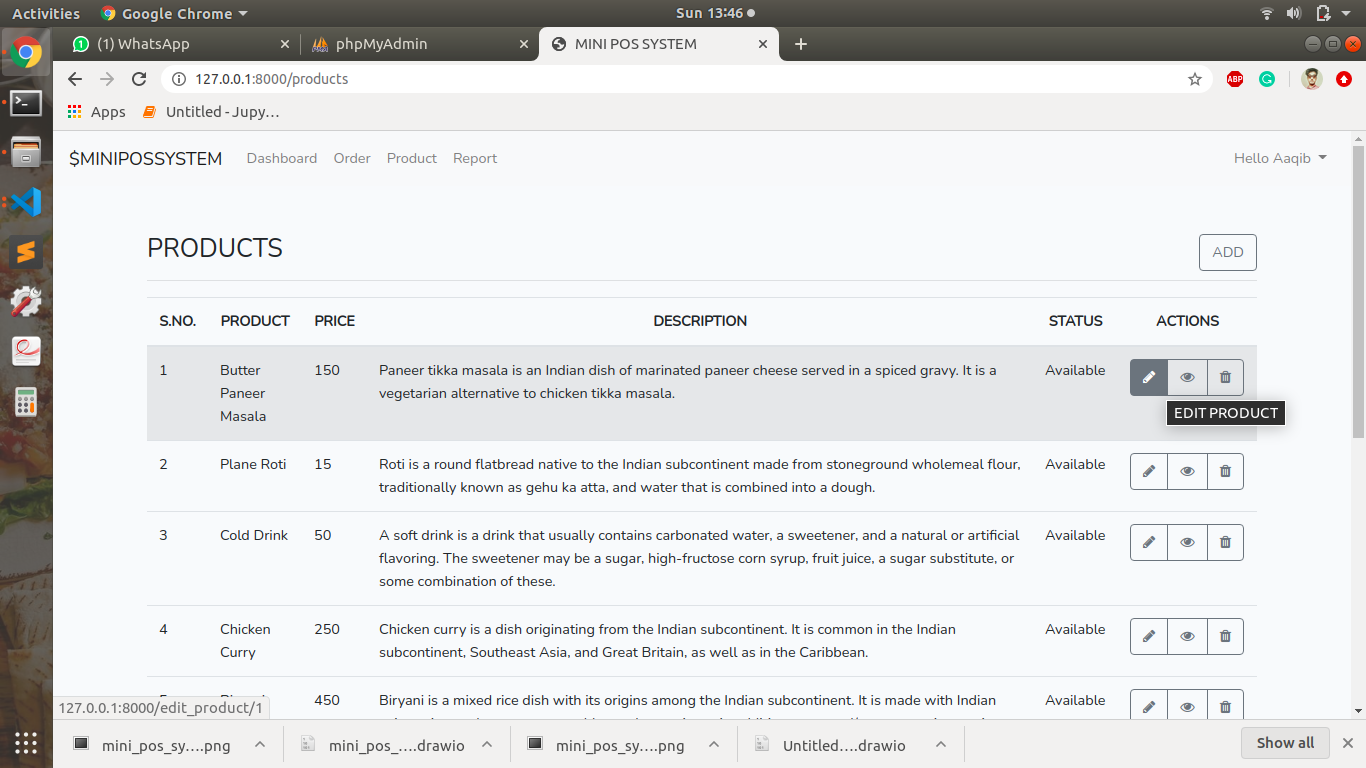 Activities Google Chrome Sun 13:46
(1) WhatsApp phpMyAdmin MINI POS SYSTEM
127.0.0.1:8000/products ABP
Apps Untitled - Jupy…
$MINIPOSSYSTEM Dashboard Order Product Report Hello Aaqib
PRODUCTS ADD
S.NO. PRODUCT PRICE DESCRIPTION STATUS ACTIONS
1 Butter 150 Paneer tikka masala is an Indian dish of marinated paneer cheese served in a spiced gravy. It is a Available
Paneer vegetarian alternative to chicken tikka masala.
Masala EDIT PRODUCT
2 Plane Roti 15 Roti is a round flatbread native to the Indian subcontinent made from stoneground wholemeal flour, Available
traditionally known as gehu ka atta, and water that is combined into a dough.
3 Cold Drink 50 A soft drink is a drink that usually contains carbonated water, a sweetener, and a natural or artificial Available
flavoring. The sweetener may be a sugar, high-fructose corn syrup, fruit juice, a sugar substitute, or
some combination of these.
4 Chicken 250 Chicken curry is a dish originating from the Indian subcontinent. It is common in the Indian Available
Curry subcontinent, Southeast Asia, and Great Britain, as well as in the Caribbean.
450 Biryani is a mixed rice dish with its origins among the Indian subcontinent. It is made with Indian Available
127.0.0.1:8000/edit_product/1
mini_pos_sy….png mini_pos_….drawio mini_pos_sy….png Untitled….drawio Show all